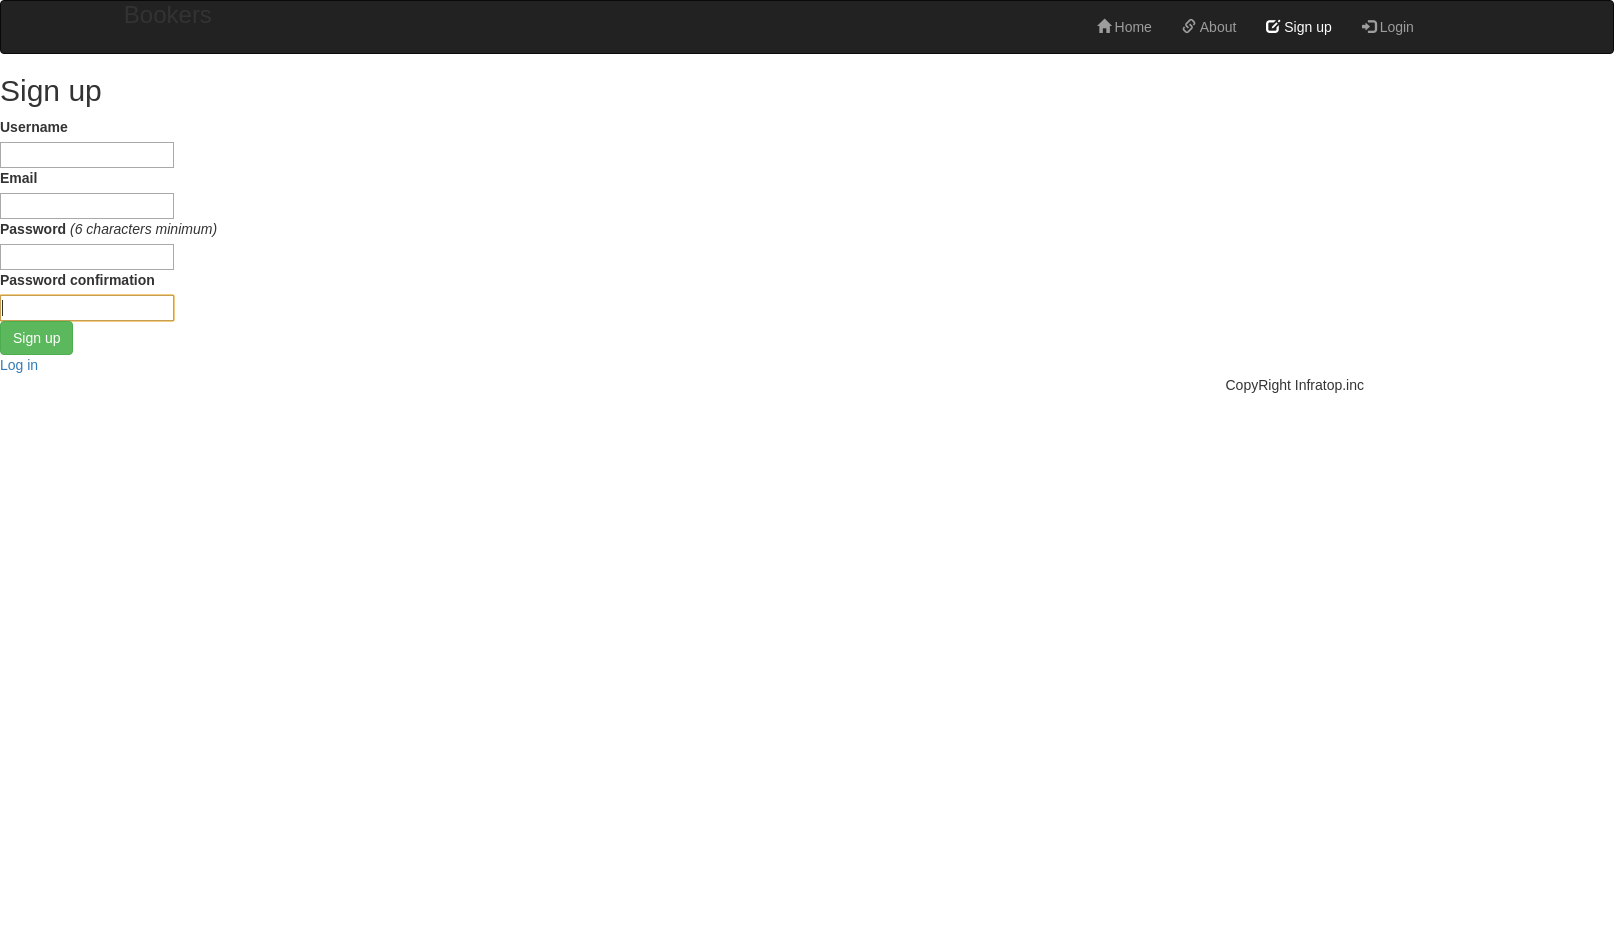 Bookers
Home About Sign up Login
Sign up
Username
Email
Password (6 characters minimum)
Password confirmation
Sign up
Log in
CopyRight Infratop.inc